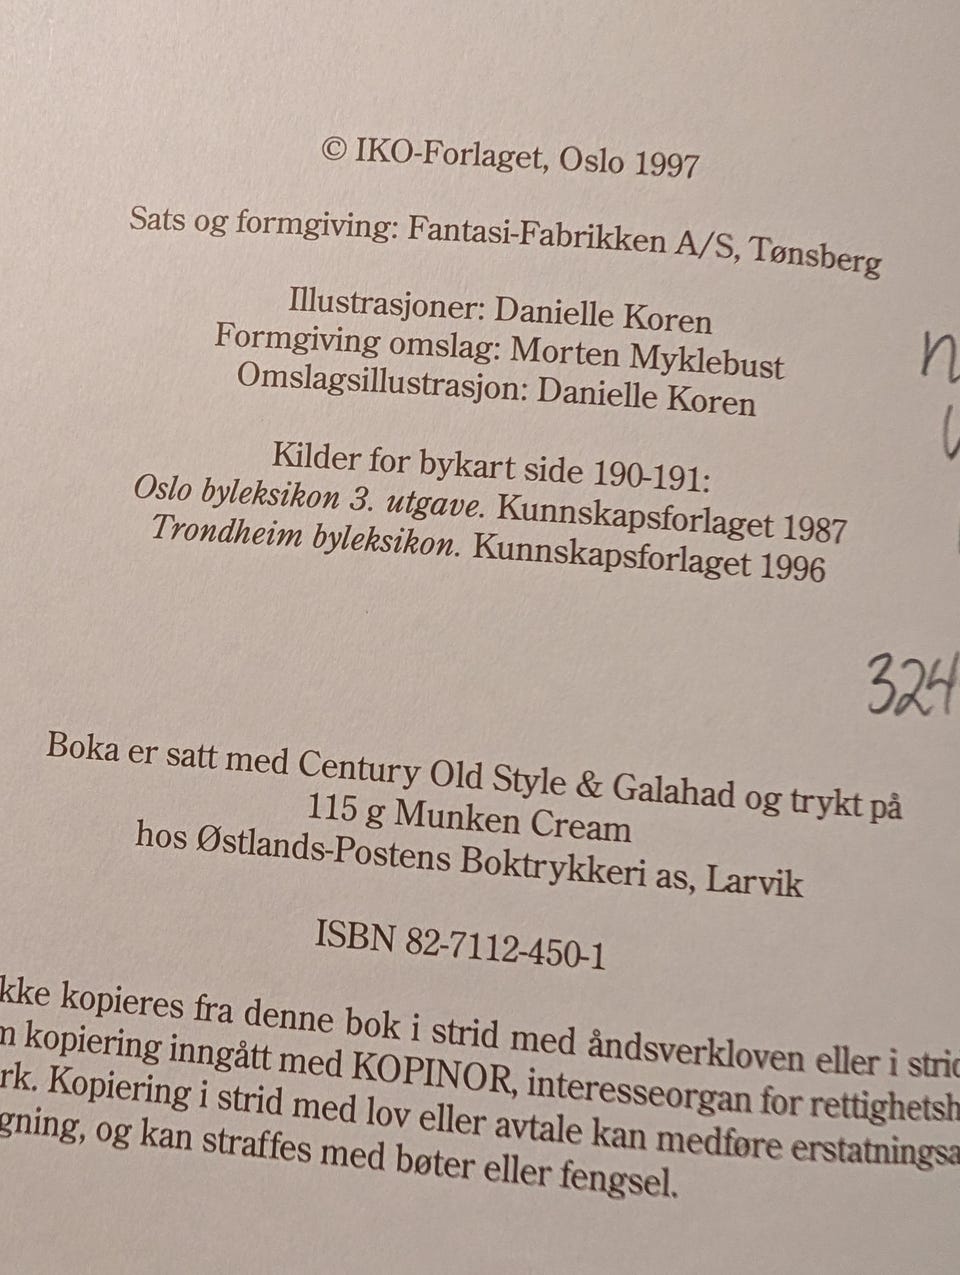 © IKO-Forlaget, Oslo 1997
Sats og formgiving: Fantasi-Fabrikken A/S, Tønsberg
Illustrasjoner: Danielle Koren
Formgiving omslag: Morten Myklebust
Omslagsillustrasjon: Danielle Koren
Kilder for bykart side 190-191:
Oslo byleksikon 3. utgave. Kunnskapsforlaget 1987
Trondheim byleksikon. Kunnskapsforlaget 1996
324
Boka er satt med Century Old Style & Galahad og trykt på
115 g Munken Cream
hos Østlands-Postens Boktrykkeri as, Larvik
ISBN 82-7112-450-1
kopieres fra denne bok i strid med åndsverkloven eller i
kopiering inngått med KOPINOR, interesseorgan for
Kopiering i strid med lov eller avtale kan medføre
og kan straffes med bøter eller fengsel.